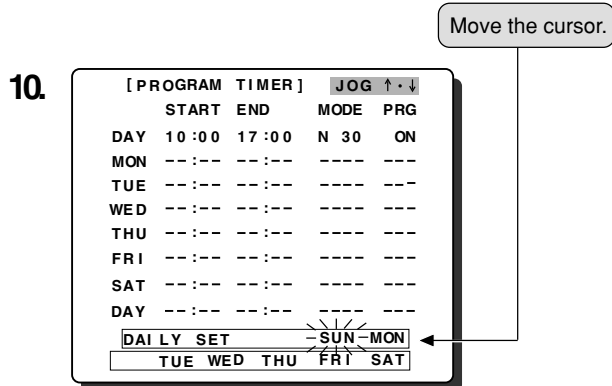 Move the cursor.
10.
[PROGRAM TIMER] JOG ↑·↓
START END MODE PRG
DAY 10:00 17:00 N 30 ON
MON --:-- --:-- ---- ---
TUE --:-- --:-- ---- ---
WED --:-- --:-- ---- ---
THU --:-- --:-- ---- ---
FRI --:-- --:-- ---- ---
SAT --:-- --:-- ---- ---
DAY --:-- --:-- ---- ---
DAILY SET SUN MON
TUE WED THU FRI SAT